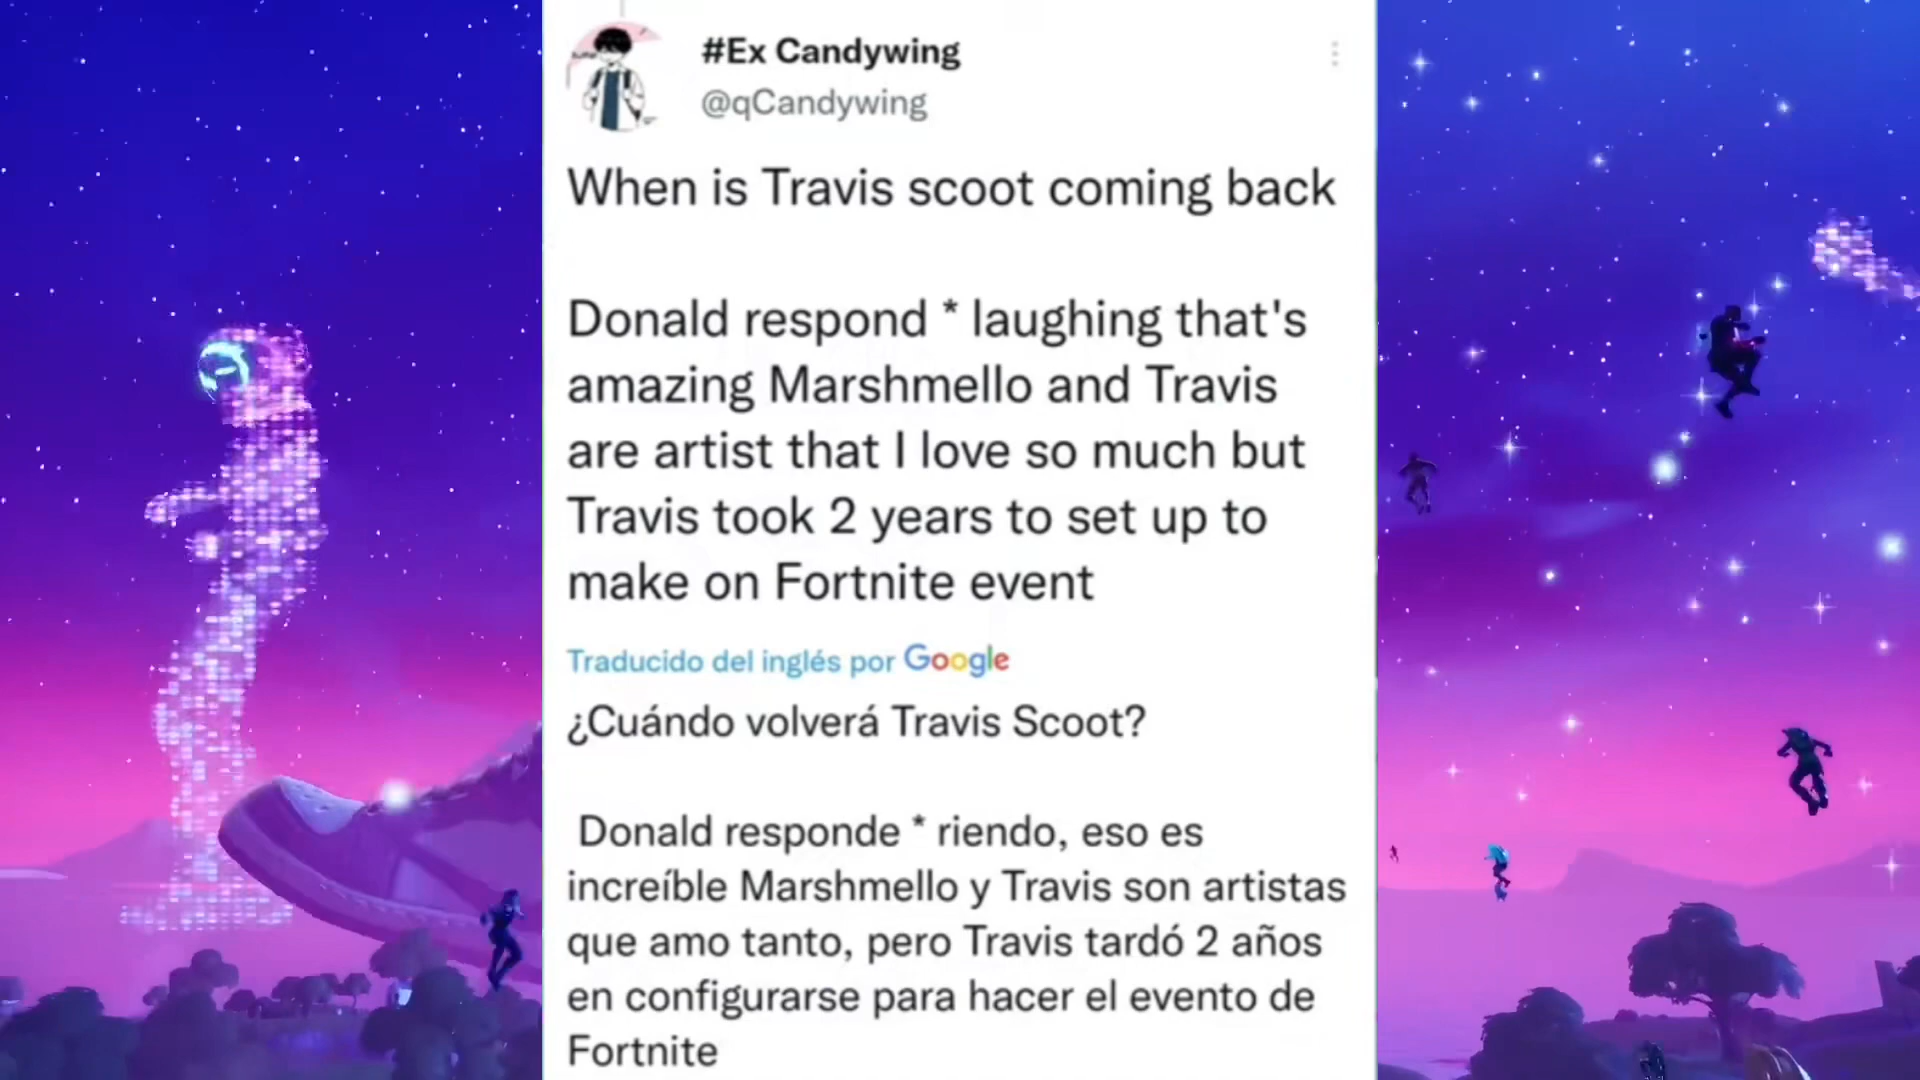 #Ex Candywing
@qCandywing
When is Travis scoot coming back
Donald respond * laughing that's
amazing Marshmello and Travis
are artist that I love so much but
Travis took 2 years to set up to
make on Fortnite event
Traducido del inglés por Google
¿Cuándo volverá Travis Scoot?
Donald responde * riendo, eso es
increíble Marshmello y Travis son artistas
que amo tanto, pero Travis tardó 2 años
en configurarse para hacer el evento de
Fortnite